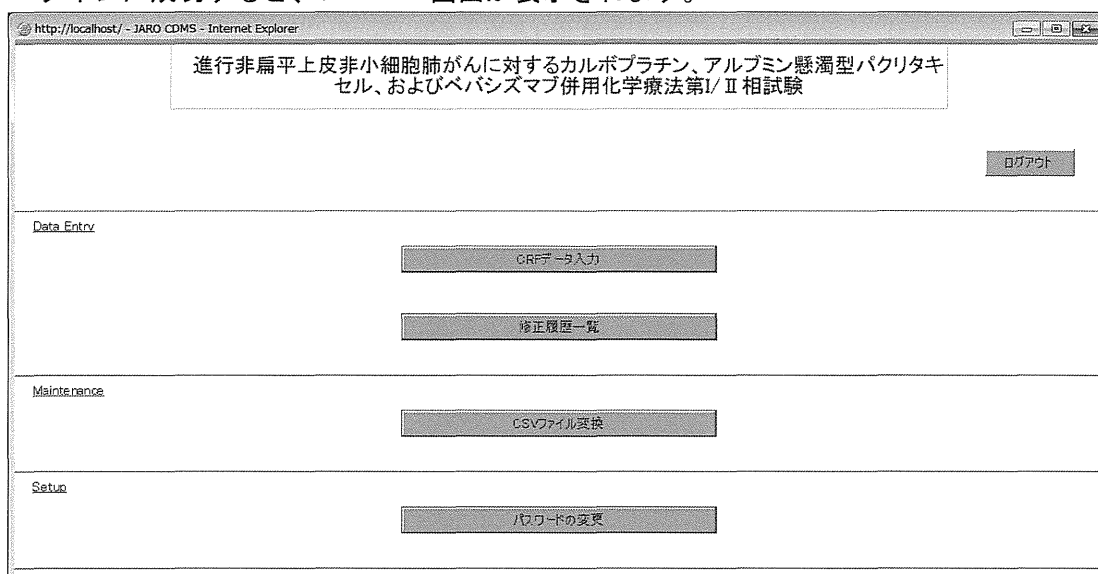 http://localhost/ - JARO CDMS - Internet Explorer
進行非扁平上皮非小細胞肺がんに対するカルボプラチン、アルブミン懸濁型パクリタキ
セル、およびベバシズマブ併用化学療法第I/Ⅱ相試験
ログアウト
Data Entry
CRFデータ入力
修正履歴一覧
Maintenance
CSVファイル変換
Setup
パスワードの変更